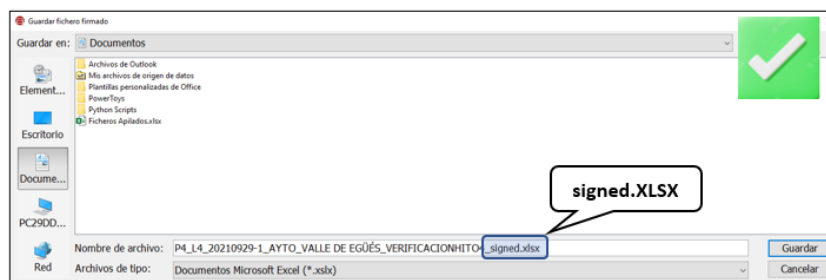 Guardar fichero firmado
Guardar en: Documentos
Archivos de Outlook
Mis archivos de origen de datos
Plantillas personalizadas de Office
PowerToys
Python Scripts
Ficheros Apilados.xlsx
Element...
Escritorio
Docume...
PC29DD...
Red
signed.XLSX
Nombre de archivo: P4_L4_20210929-1_AYTO_VALLE DE EGÜÉS_VERIFICACIONHITO4_signed.xlsx Guardar
Archivos de tipo: Documentos Microsoft Excel (*.xslx) Cancelar